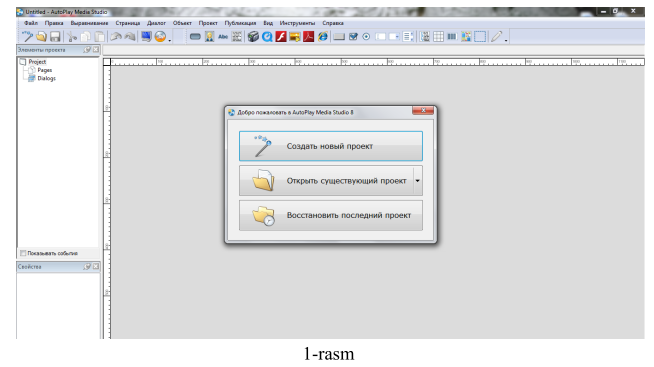 Untitled - AutoPlay Media Studio
Файл Правка Выравнивание Страница Диалог Объект Проект Публикация Вид Инструменты Справка
Элементы проекта
Project
Pages
Dialogs
Добро пожаловать в AutoPlay Media Studio 8
Создать новый проект
Открыть существующий проект
Восстановить последний проект
Показывать события
Свойства
1-rasm